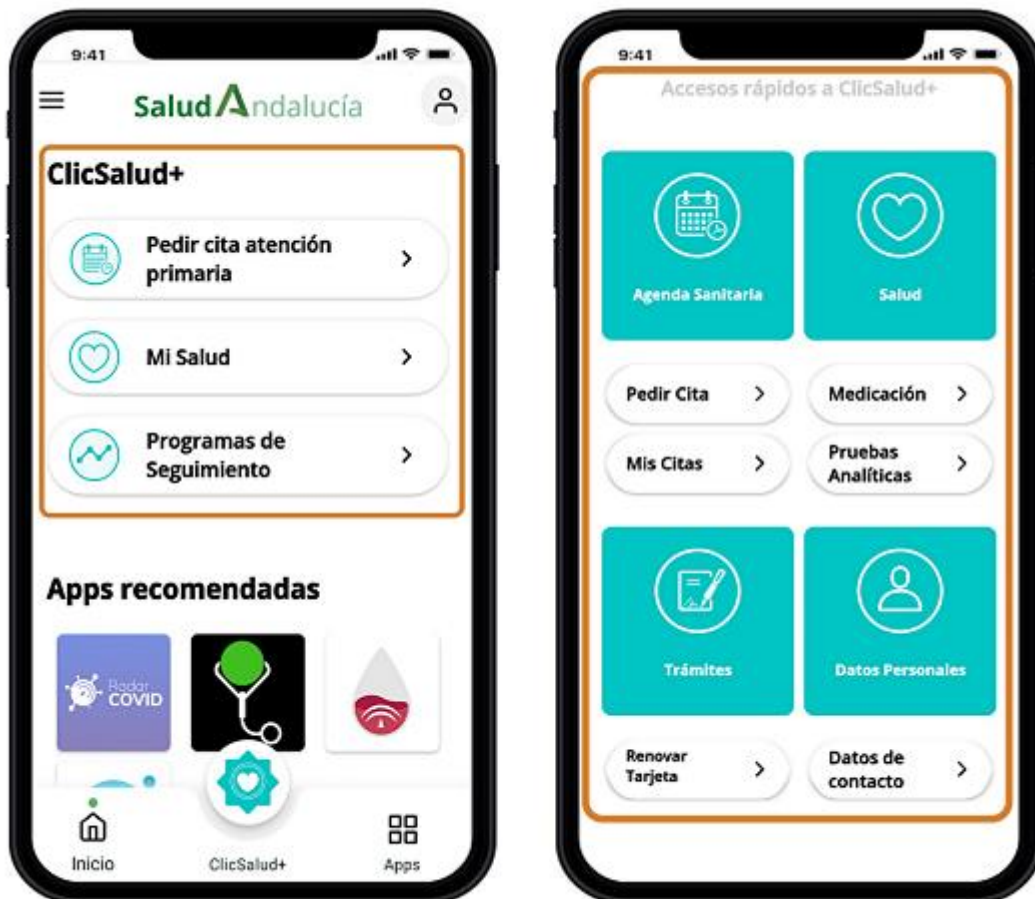 9:41
Salud Andalucía
ClicSalud+
Pedir cita atención
primaria
Mi Salud
Programas de
Seguimiento
Apps recomendadas
Radar
COVID
Inicio
ClicSalud+
Apps
9:41
Accesos rápidos a ClicSalud+
Agenda Sanitaria
Salud
Pedir Cita
Medicación
Mis Citas
Pruebas
Analíticas
Trámites
Datos Personales
Renovar
Tarjeta
Datos de
contacto